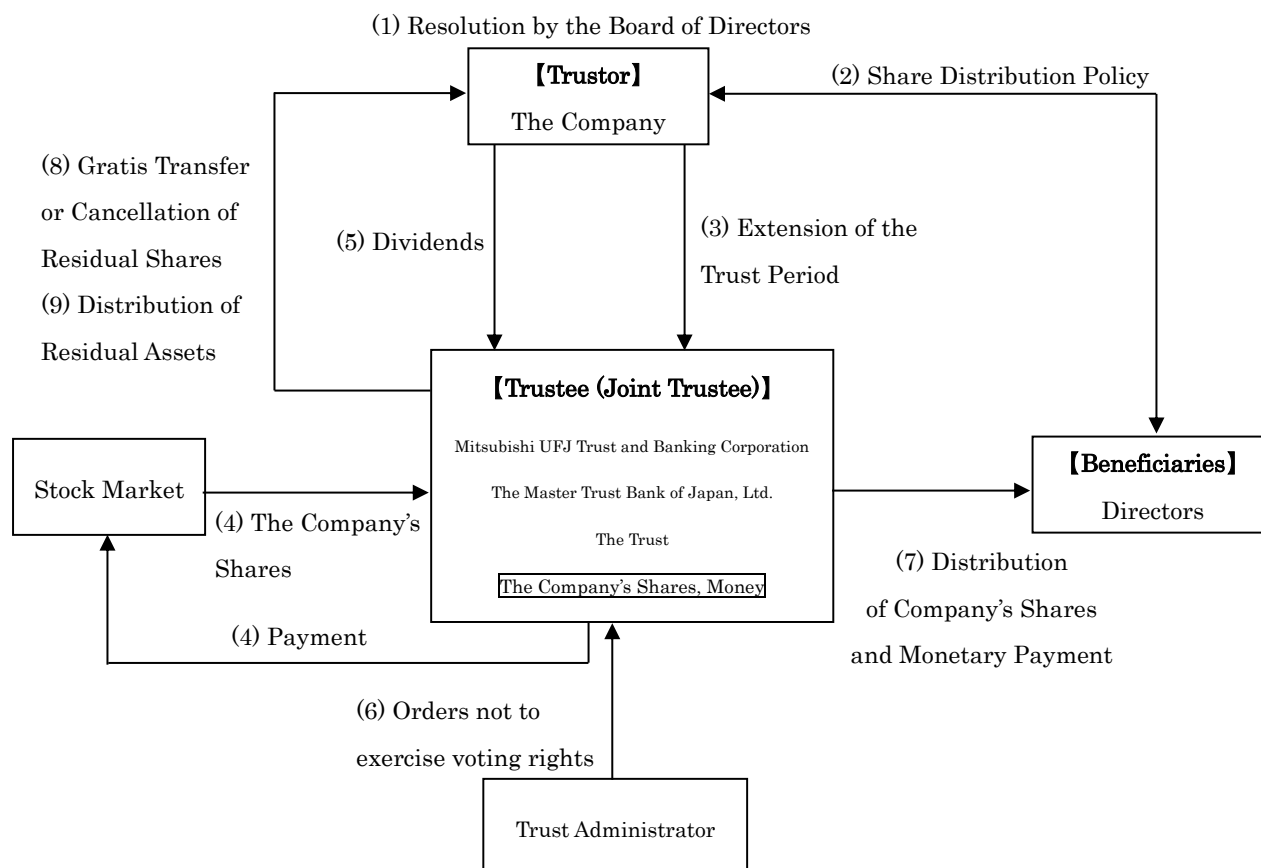 (1) Resolution by the Board of Directors
【Trustor】
The Company
(2) Share Distribution Policy
(8) Gratis Transfer
or Cancellation of
Residual Shares
(9) Distribution of
Residual Assets
(5) Dividends
(3) Extension of the
Trust Period
【Trustee (Joint Trustee)】
Mitsubishi UFJ Trust and Banking Corporation
The Master Trust Bank of Japan, Ltd.
The Trust
The Company's Shares, Money
Stock Market
(4) The Company's
Shares
(4) Payment
【Beneficiaries】
Directors
(7) Distribution
of Company's Shares
and Monetary Payment
(6) Orders not to
exercise voting rights
Trust Administrator